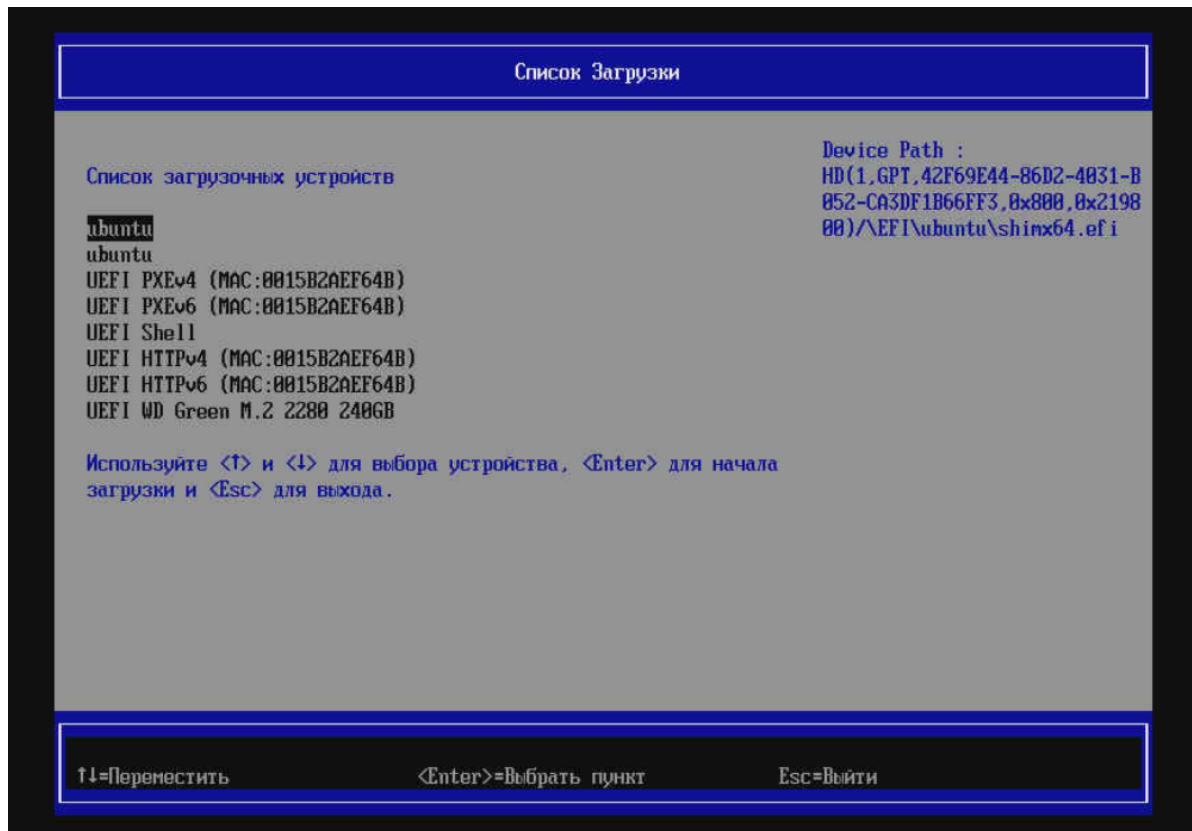 Список Загрузки
Список загрузочных устройств
ubuntu
ubuntu
UEFI PXEv4 (MAC:0015B2AEF64B)
UEFI PXEv6 (MAC:0015B2AEF64B)
UEFI Shell
UEFI HTTPv4 (MAC:0015B2AEF64B)
UEFI HTTPv6 (MAC:0015B2AEF64B)
UEFI WD Green M.2 2280 240GB
Используйте <↑> и <↓> для выбора устройства, <Enter> для начала
загрузки и <Esc> для выхода.
Device Path :
HD(1,GPT,42F69E44-86D2-4031-B
052-CA3DF1B66FF3,0x800,0x2198
00)/\EFI\ubuntu\shimx64.efi
↑↓=Переместить
<Enter>=Выбрать пункт
Esc=Выйти